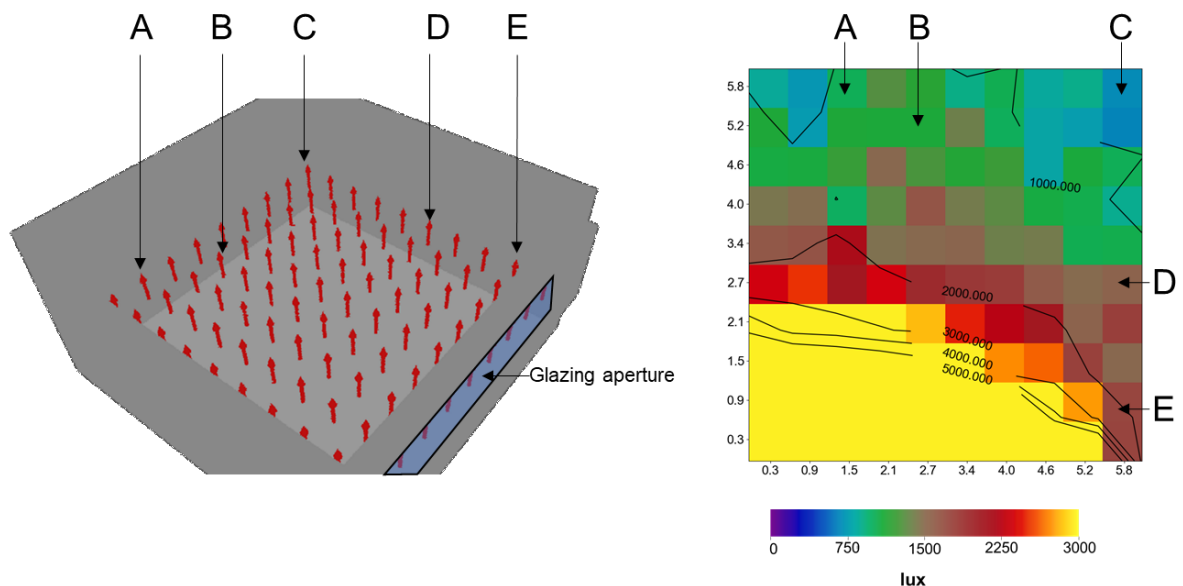 A B C D E
Glazing aperture
A B C
5.8
5.2
4.6
1000.000
4.0
3.4
2.7
2000.000
D
2.1
3000.000
1.5
4000.000
5000.000
0.9
E
0.3
0.3 0.9 1.5 2.1 2.7 3.4 4.0 4.6 5.2 5.8
0 750 1500 2250 3000
lux